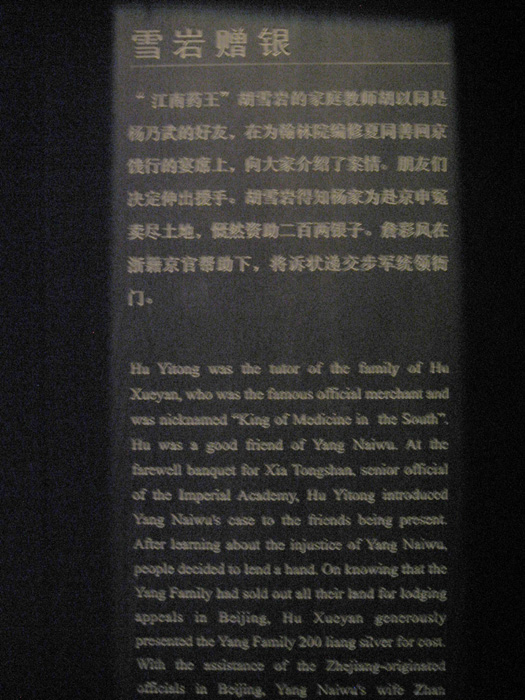 雪岩赠银
“江南药王”胡雪岩的家庭教师胡以同是
杨乃武的好友，在为翰林院编修夏同善回京
饯行的宴席上，向大家介绍了案情。朋友们
决定伸出援手。胡雪岩得知杨家为赴京申冤
卖尽土地，慨然资助二百两银子。詹彩凤在
浙籍京官帮助下，将诉状递交步军统领衙
门。
Hu Yitong was the tutor of the family of Hu
Xueyan, who was the famous official merchant and
was nicknamed “King of Medicine in the South”.
Hu was a good friend of Yang Naiwu. At the
farewell banquet for Xia Tongshan, senior official
of the Imperial Academy, Hu Yitong introduced
Yang Naiwu's case to the friends being present.
After learning about the injustice of Yang Naiwu,
people decided to lend a hand. On knowing that the
Yang Family had sold out all their land for lodging
appeals in Beijing, Hu Xueyan generously
presented the Yang Family 200 liang silver for cost.
With the assistance of the Zhejiang-originated
officials in Beijing, Yang Naiwu's wife Zhan